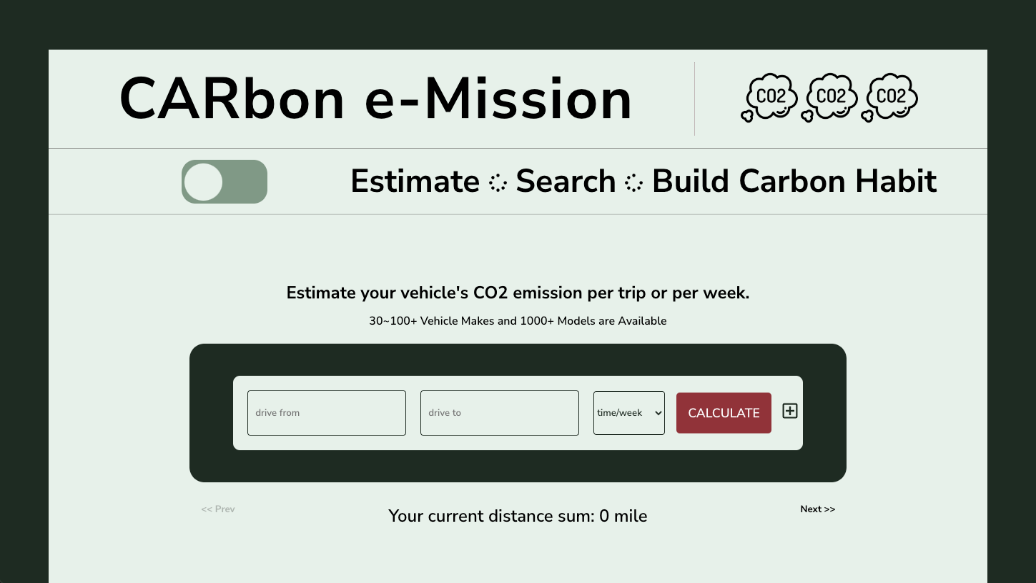 CARbon e-Mission
CO2 CO2 CO2
Estimate Search Build Carbon Habit
Estimate your vehicle's CO2 emission per trip or per week.
30~100+ Vehicle Makes and 1000+ Models are Available
drive from drive to time/week CALCULATE
<< Prev Next >>
Your current distance sum: 0 mile